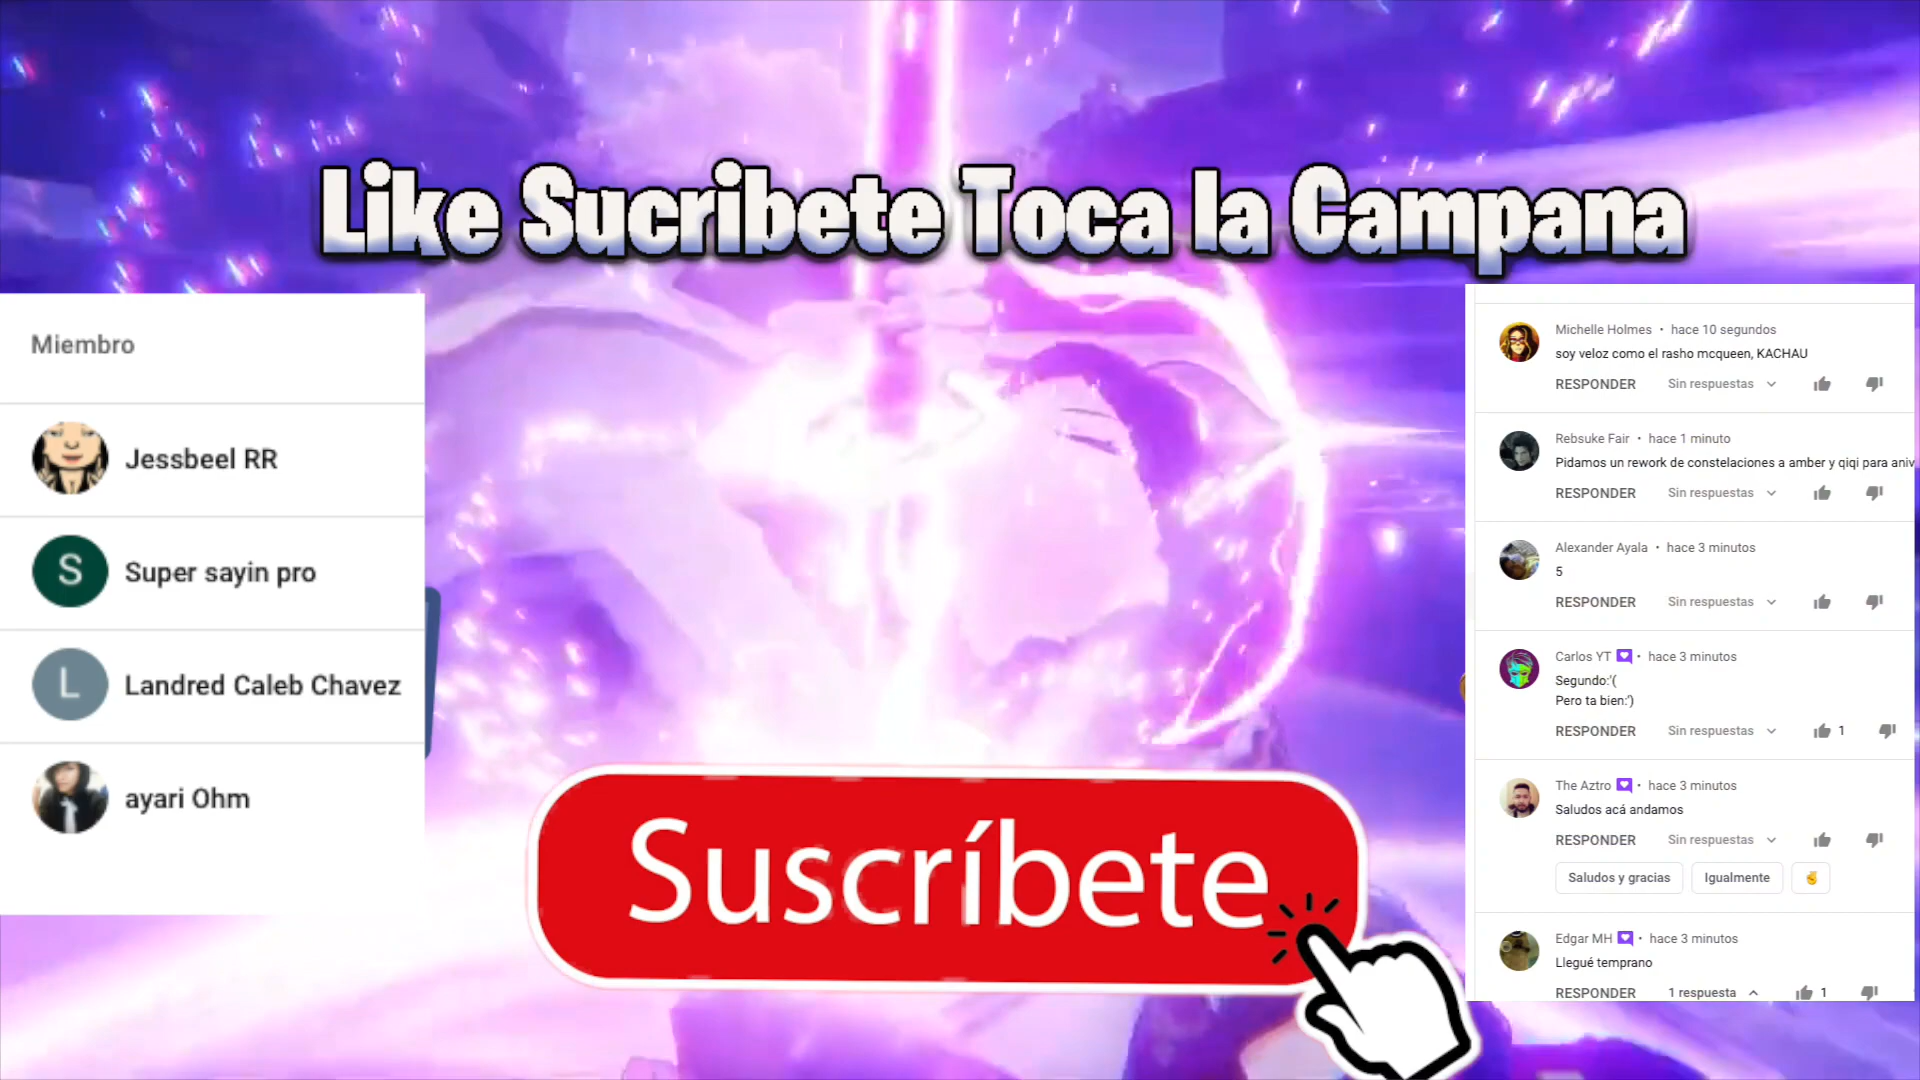 Like Sucribete Toca la Campana
Miembro
Jessbeel RR
S
Super sayin pro
L
Landred Caleb Chavez
ayari Ohm
Suscríbete
Michelle Holmes • hace 10 segundos
soy veloz como el rasho mcqueen, KACHAU
RESPONDER Sin respuestas
Rebsuke Fair • hace 1 minuto
Pidamos un rework de constelaciones a amber y qiqi para aniv
RESPONDER Sin respuestas
Alexander Ayala • hace 3 minutos
5
RESPONDER Sin respuestas
Carlos YT • hace 3 minutos
Segundo:'(
Pero ta bien:')
RESPONDER Sin respuestas 1
The Aztro • hace 3 minutos
Saludos acá andamos
RESPONDER Sin respuestas
Saludos y gracias Igualmente ✌
Edgar MH • hace 3 minutos
Llegué temprano
RESPONDER 1 respuesta 1